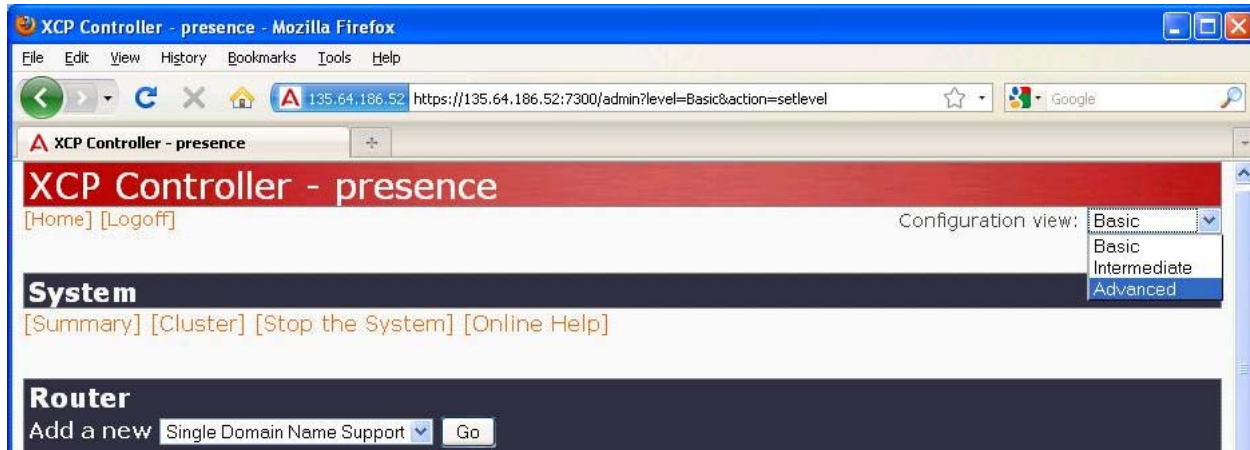 XCP Controller - presence - Mozilla Firefox
File Edit View History Bookmarks Tools Help
135.64.186.52 https://135.64.186.52:7300/admin?level=Basic&action=setlevel Google
XCP Controller - presence
XCP Controller - presence
[Home] [Logoff] Configuration view: Basic
Basic
Intermediate
Advanced
System
[Summary] [Cluster] [Stop the System] [Online Help]
Router
Add a new Single Domain Name Support Go